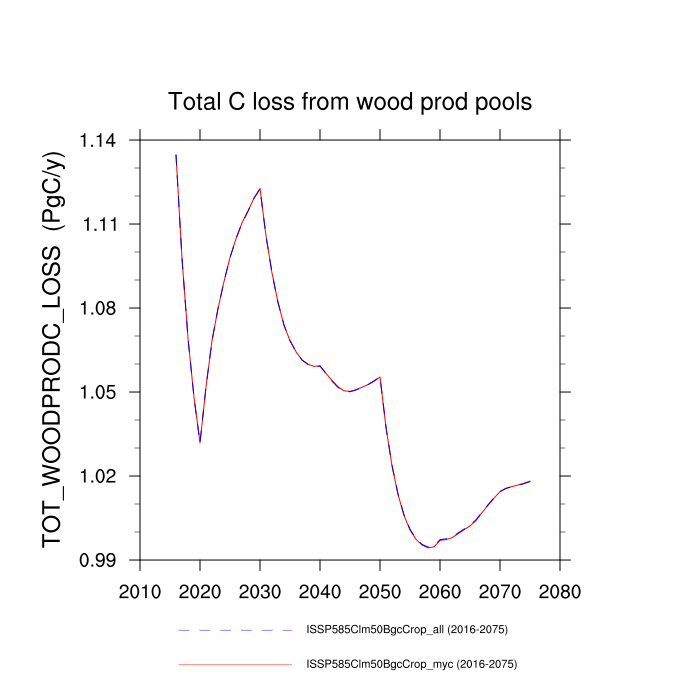 Total C loss from wood prod pools
TOT_WOODPRODC_LOSS (PgC/y)
1.14
1.11
1.08
1.05
1.02
0.99
2010 2020 2030 2040 2050 2060 2070 2080
ISSP585Clm50BgcCrop_all (2016-2075)
ISSP585Clm50BgcCrop_myc (2016-2075)